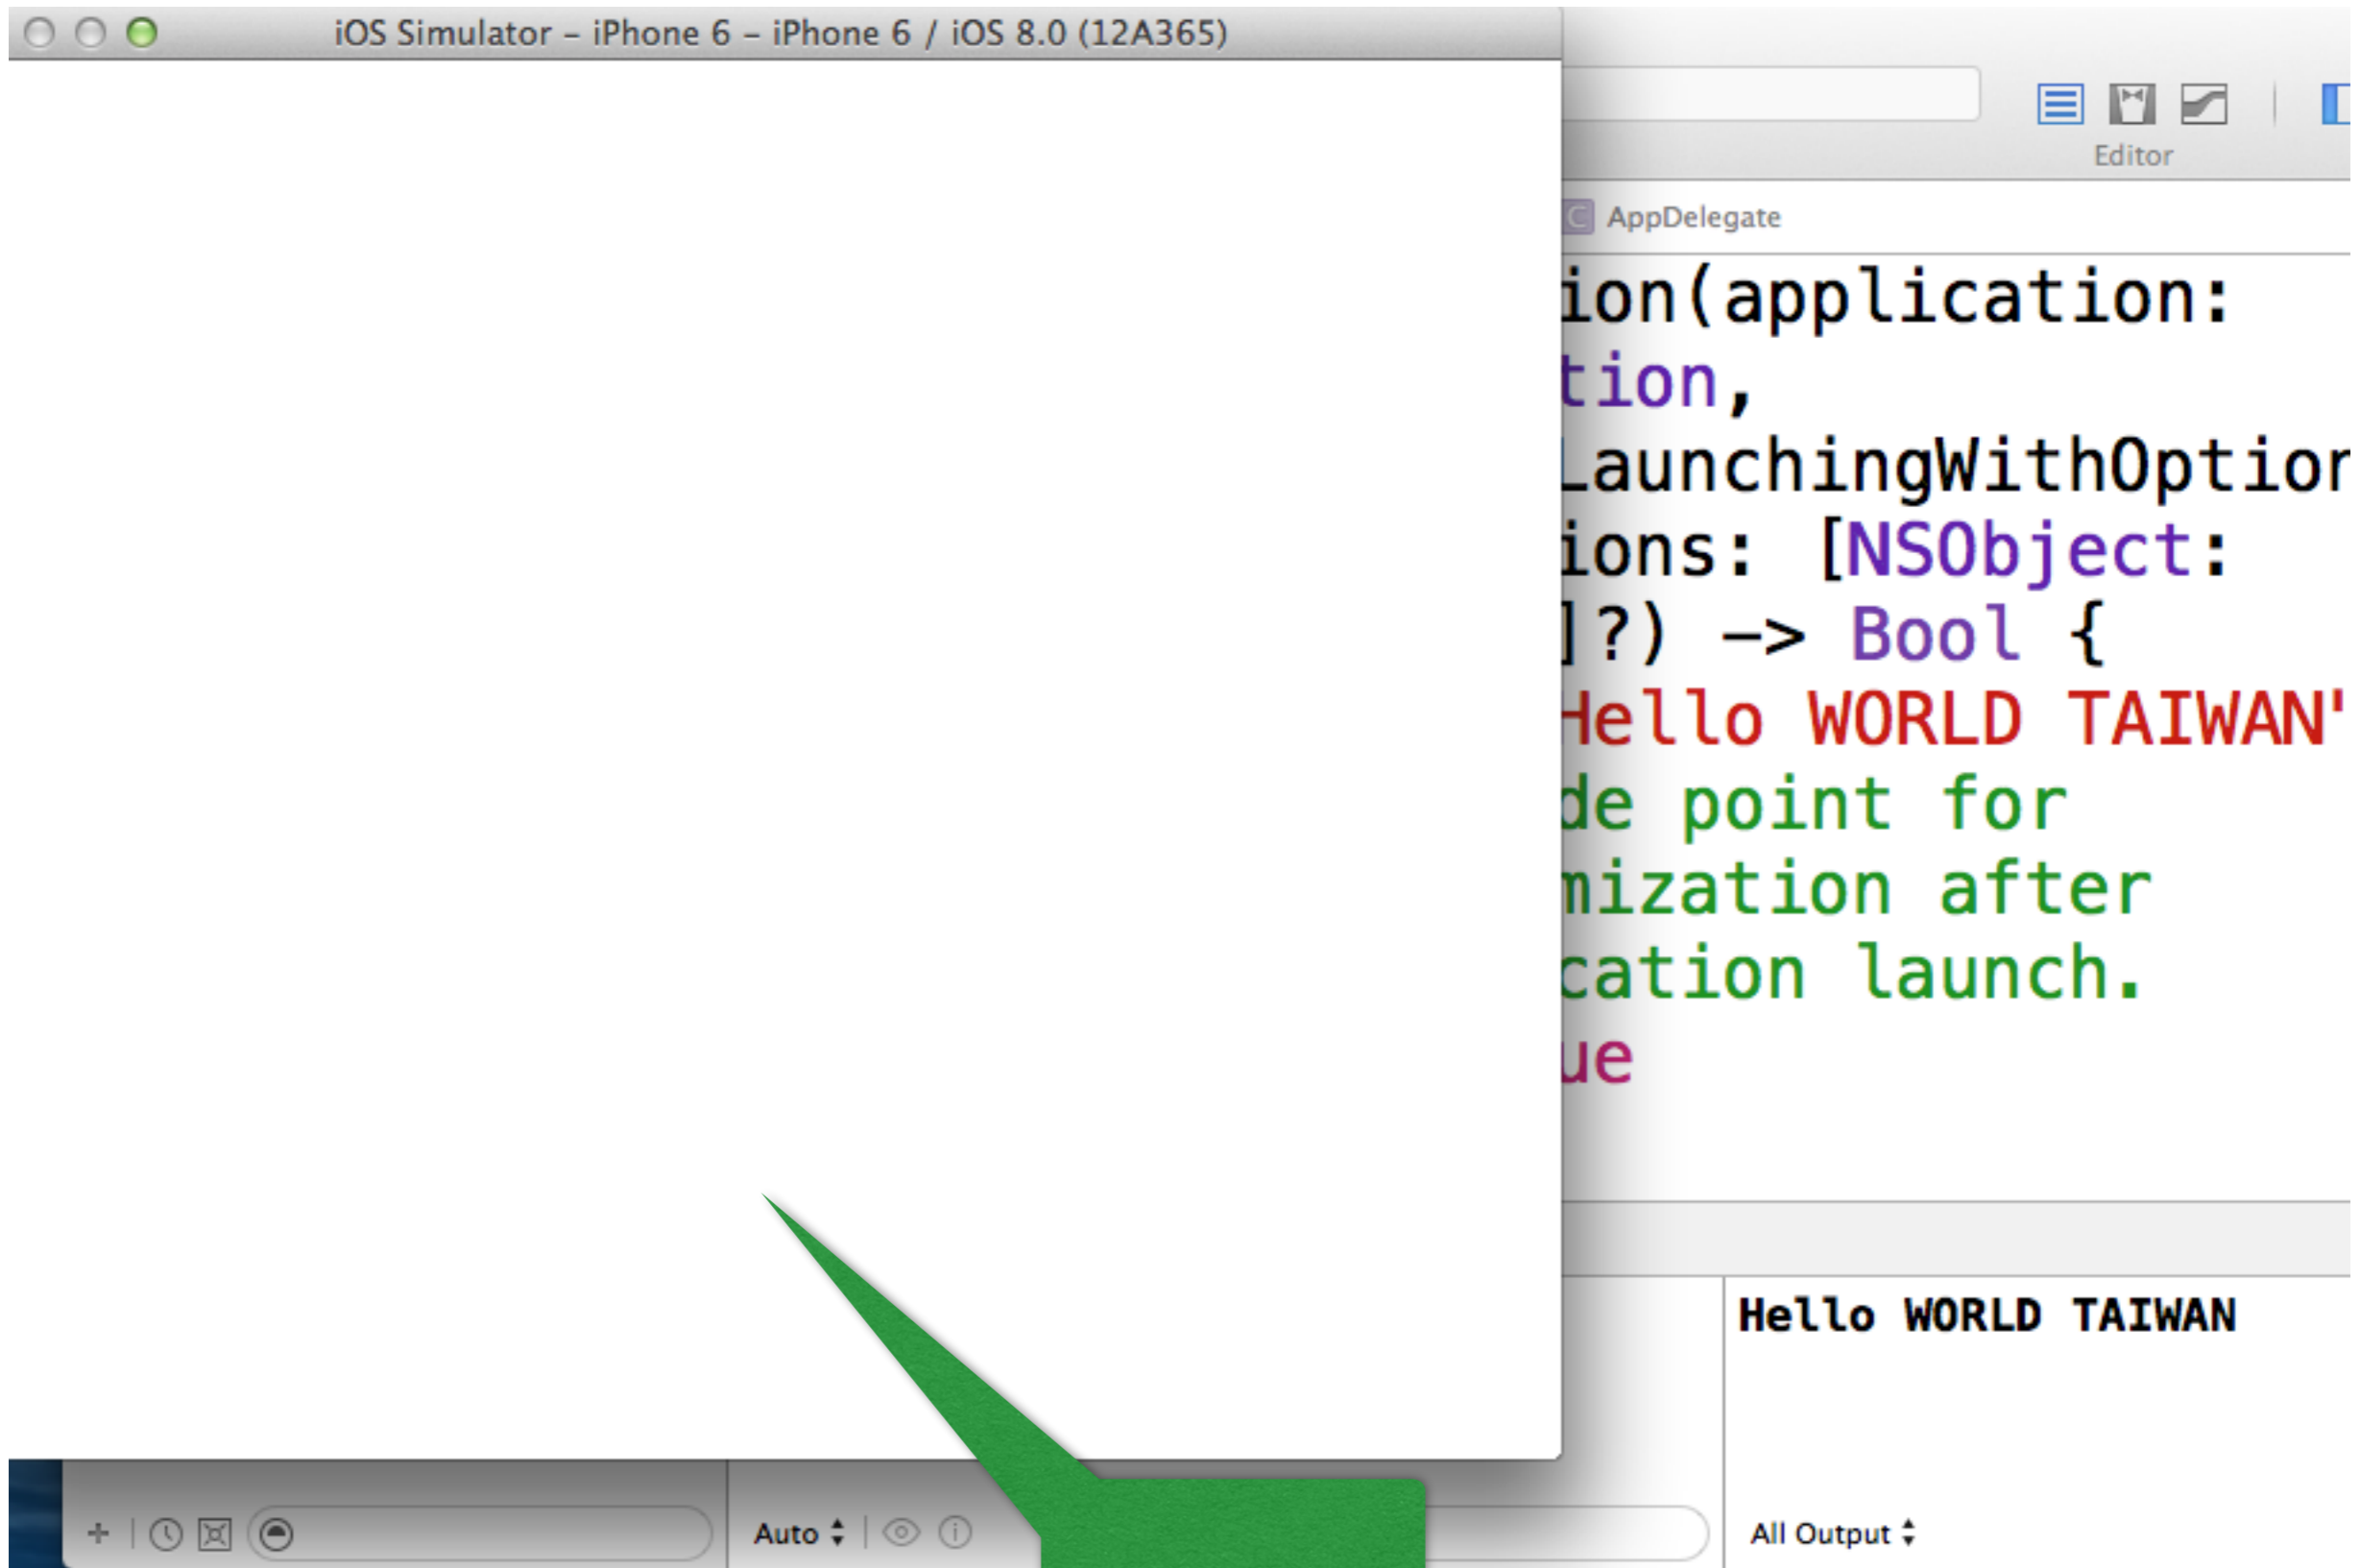 iOS Simulator – iPhone 6 – iPhone 6 / iOS 8.0 (12A365)
Editor
C AppDelegate
ion(application:
tion,
LaunchingWithOption
ions: [NSObject:
]?) -> Bool {
Hello WORLD TAIWAN"
de point for
mization after
cation launch.
ue
Hello WORLD TAIWAN
Auto
All Output